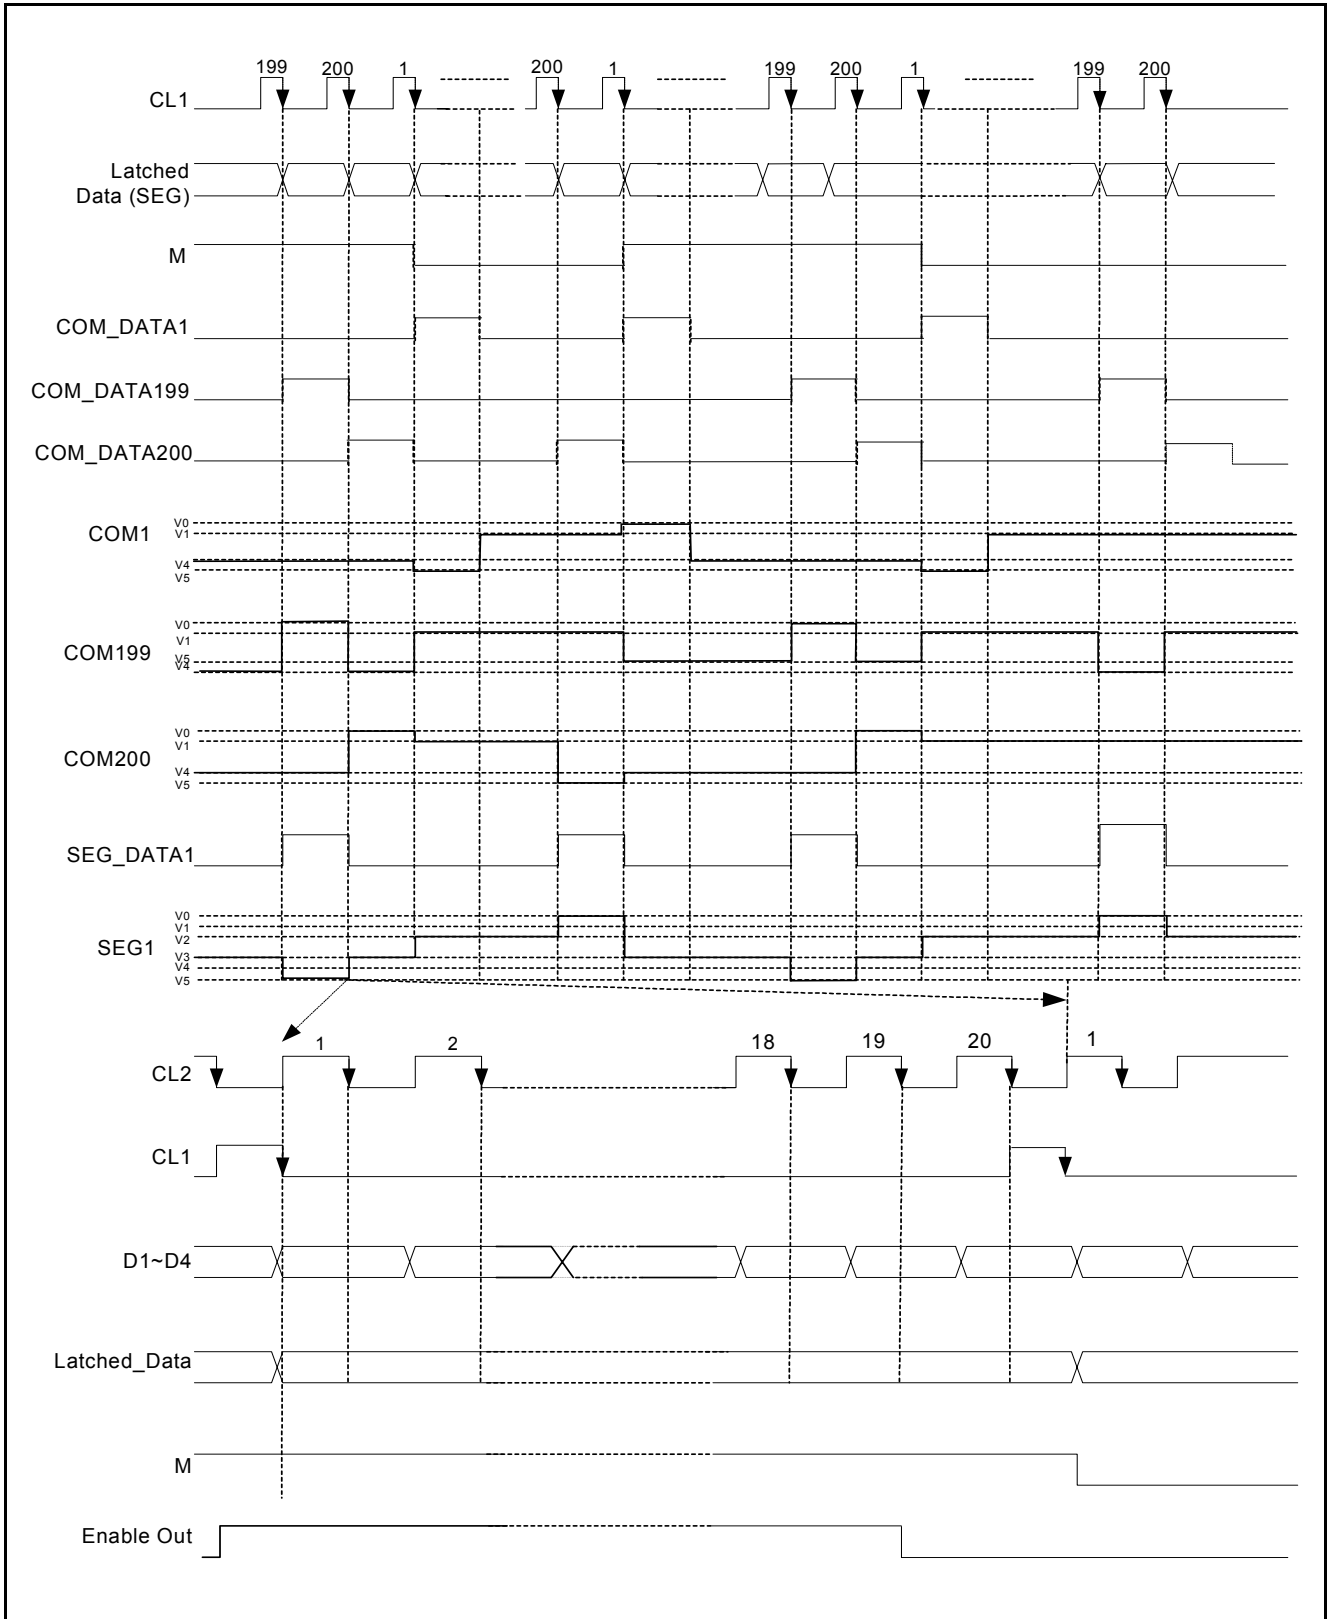 199 200 1 200 1 199 200 1 199 200
CL1
Latched
Data (SEG)
M
COM_DATA1
COM_DATA199
COM_DATA200
V0
V1
COM1
V4
V5
V0
V1
COM199
V5
V4
V0
V1
COM200
V4
V5
SEG_DATA1
V0
V1
V2
SEG1
V3
V4
V5
1 2 18 19 20 1
CL2
CL1
D1~D4
Latched_Data
M
Enable Out